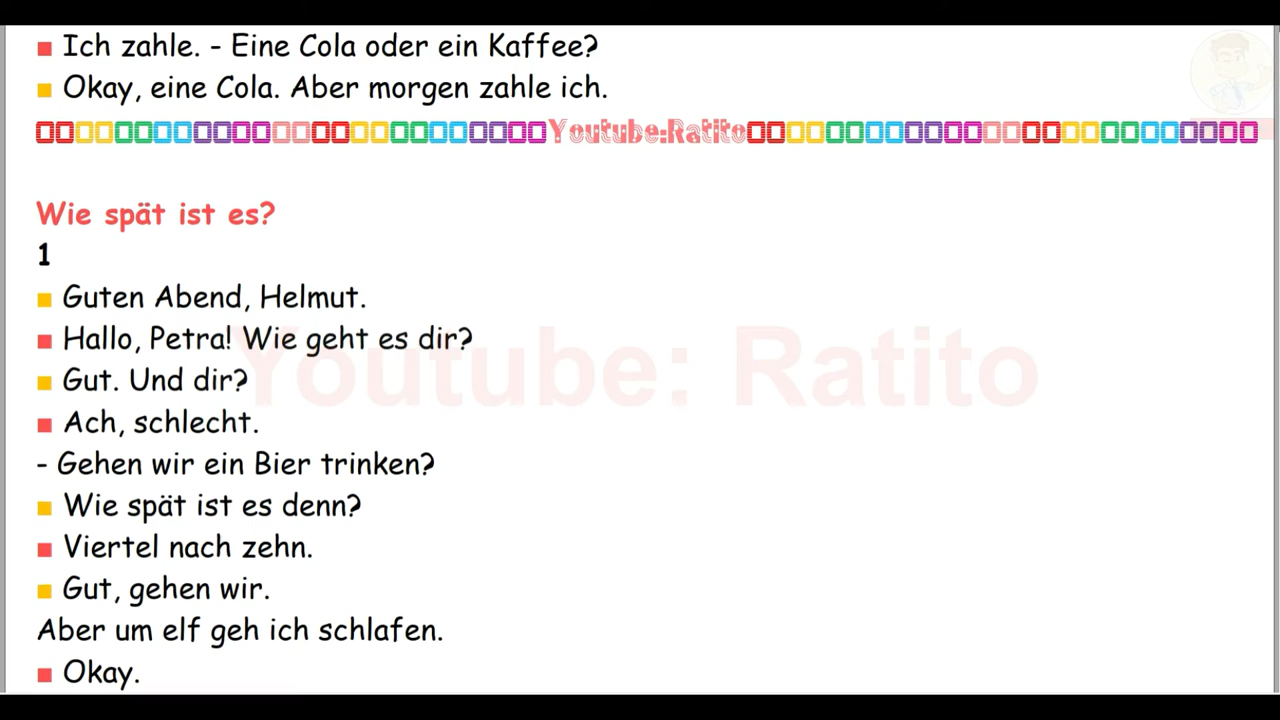 Ich zahle. - Eine Cola oder ein Kaffee?
Okay, eine Cola. Aber morgen zahle ich.
Youtube:Ratito
Wie spät ist es?
1
Guten Abend, Helmut.
Hallo, Petra! Wie geht es dir?
Gut. Und dir?
Youtube: Ratito
Ach, schlecht.
- Gehen wir ein Bier trinken?
Wie spät ist es denn?
Viertel nach zehn.
Gut, gehen wir.
Aber um elf geh ich schlafen.
Okay.